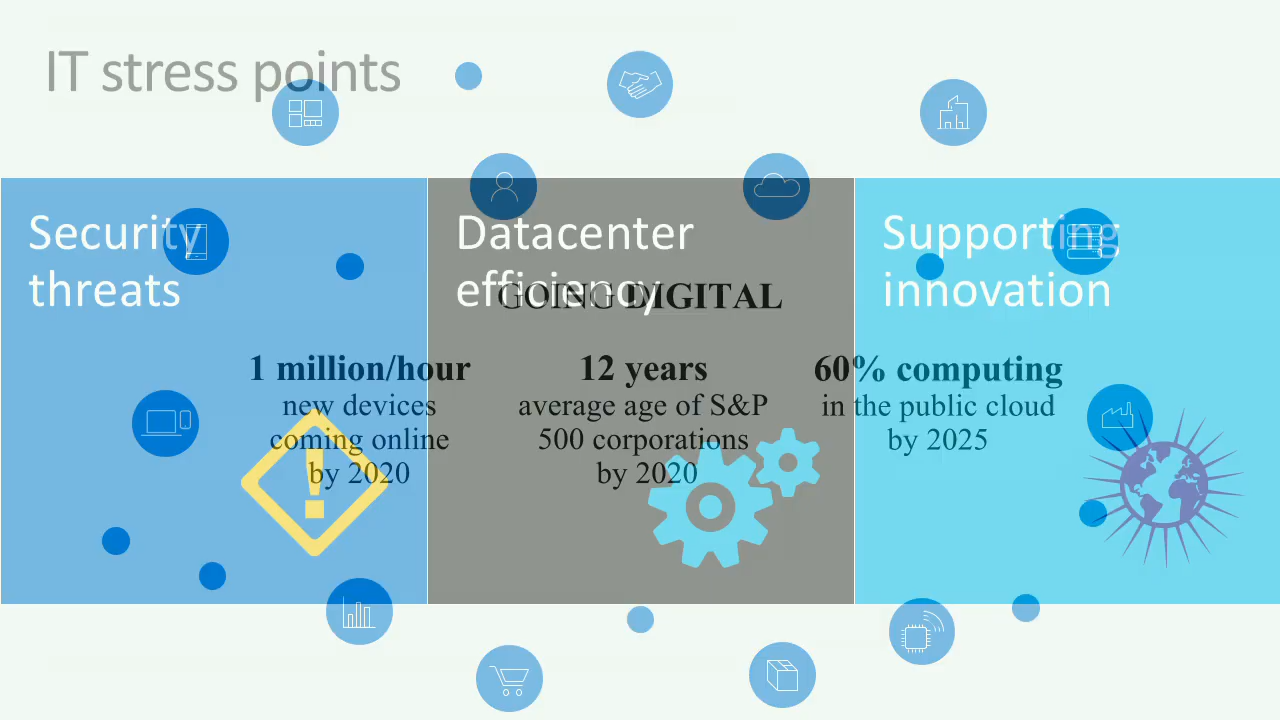 IT stress points
Security
threats
Datacenter
efficiency
Supporting
innovation
GOING DIGITAL
1 million/hour
new devices
coming online
by 2020
12 years
average age of S&P
500 corporations
by 2020
60% computing
in the public cloud
by 2025